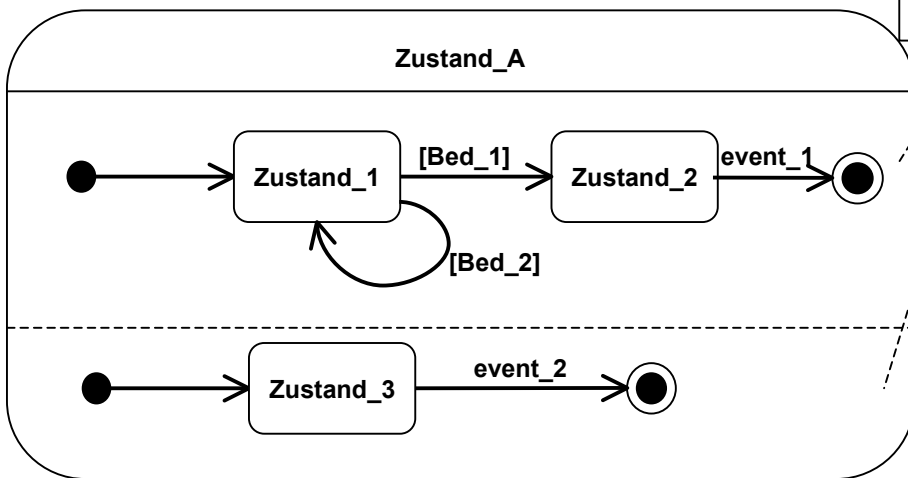 Zustand_A
Zustand_1
[Bed_1]
Zustand_2
event_1
[Bed_2]
Zustand_3
event_2